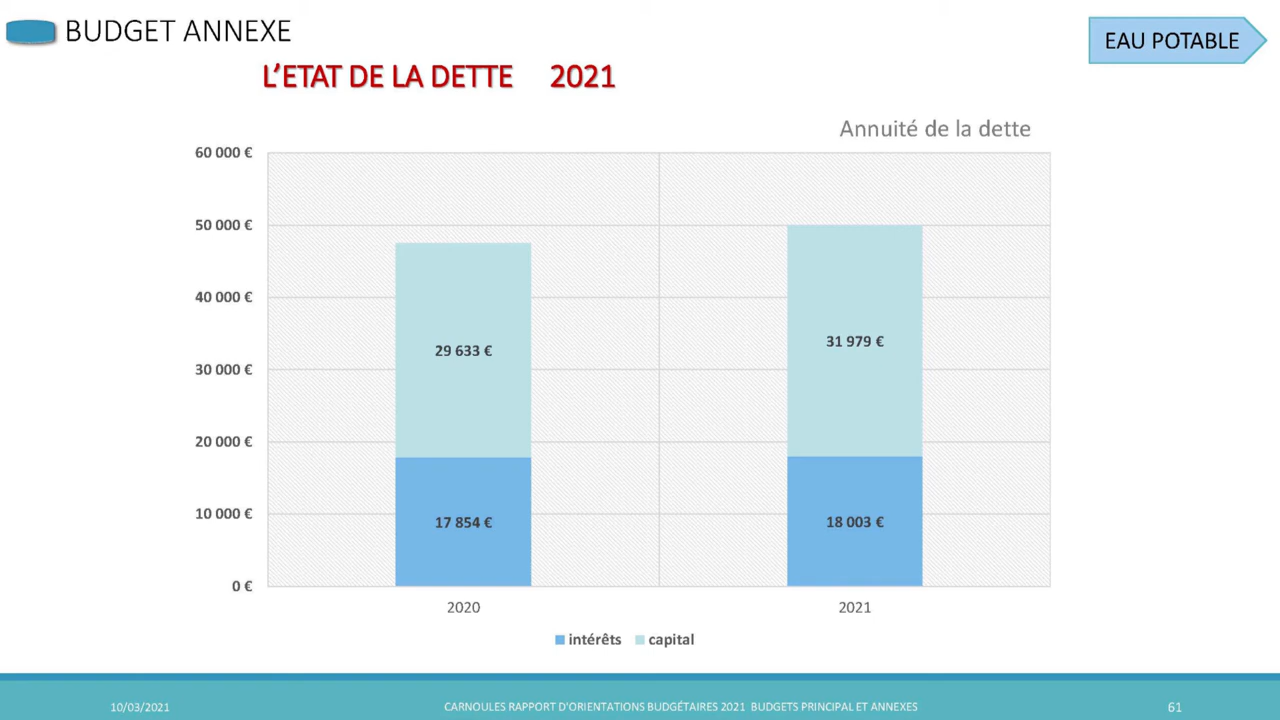 BUDGET ANNEXE
EAU POTABLE
L'ETAT DE LA DETTE 2021
Annuité de la dette
60 000 €
50 000 €
40 000 €
30 000 €
20 000 €
10 000 €
0 €
29 633 €
31 979 €
17 854 €
18 003 €
2020
2021
intérêts capital
10/03/2021
CARNOULES RAPPORT D'ORIENTATIONS BUDGÉTAIRES 2021 BUDGETS PRINCIPAL ET ANNEXES
61